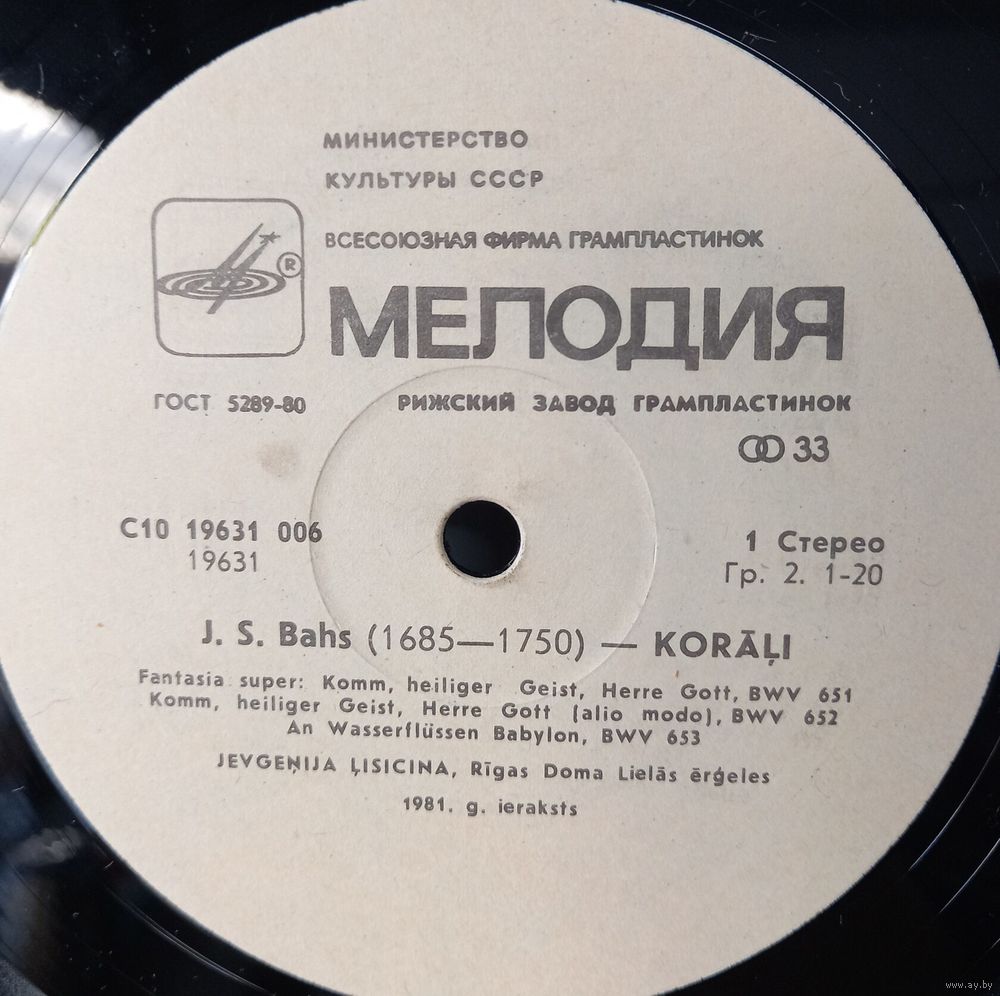 МИНИСТЕРСТВО
КУЛЬТУРЫ СССР
ВСЕСОЮЗНАЯ ФИРМА ГРАМПЛАСТИНОК
®
МЕЛОДИЯ
ГОСТ 5289-80
РИЖСКИЙ ЗАВОД ГРАМПЛАСТИНОК
33
С10 19631 006
19631
1 Стерео
Гр. 2. 1-20
J. S. Bahs (1685—1750) — KORĀĻI
Fantasia super: Komm, heiliger Geist, Herre Gott, BWV 651
Komm, heiliger Geist, Herre Gott (alio modo), BWV 652
An Wasserflüssen Babylon, BWV 653
JEVGEŅIJA ĻISICINA, Rīgas Doma Lielās ērģeles
1981. g. ieraksts
www.ay.by